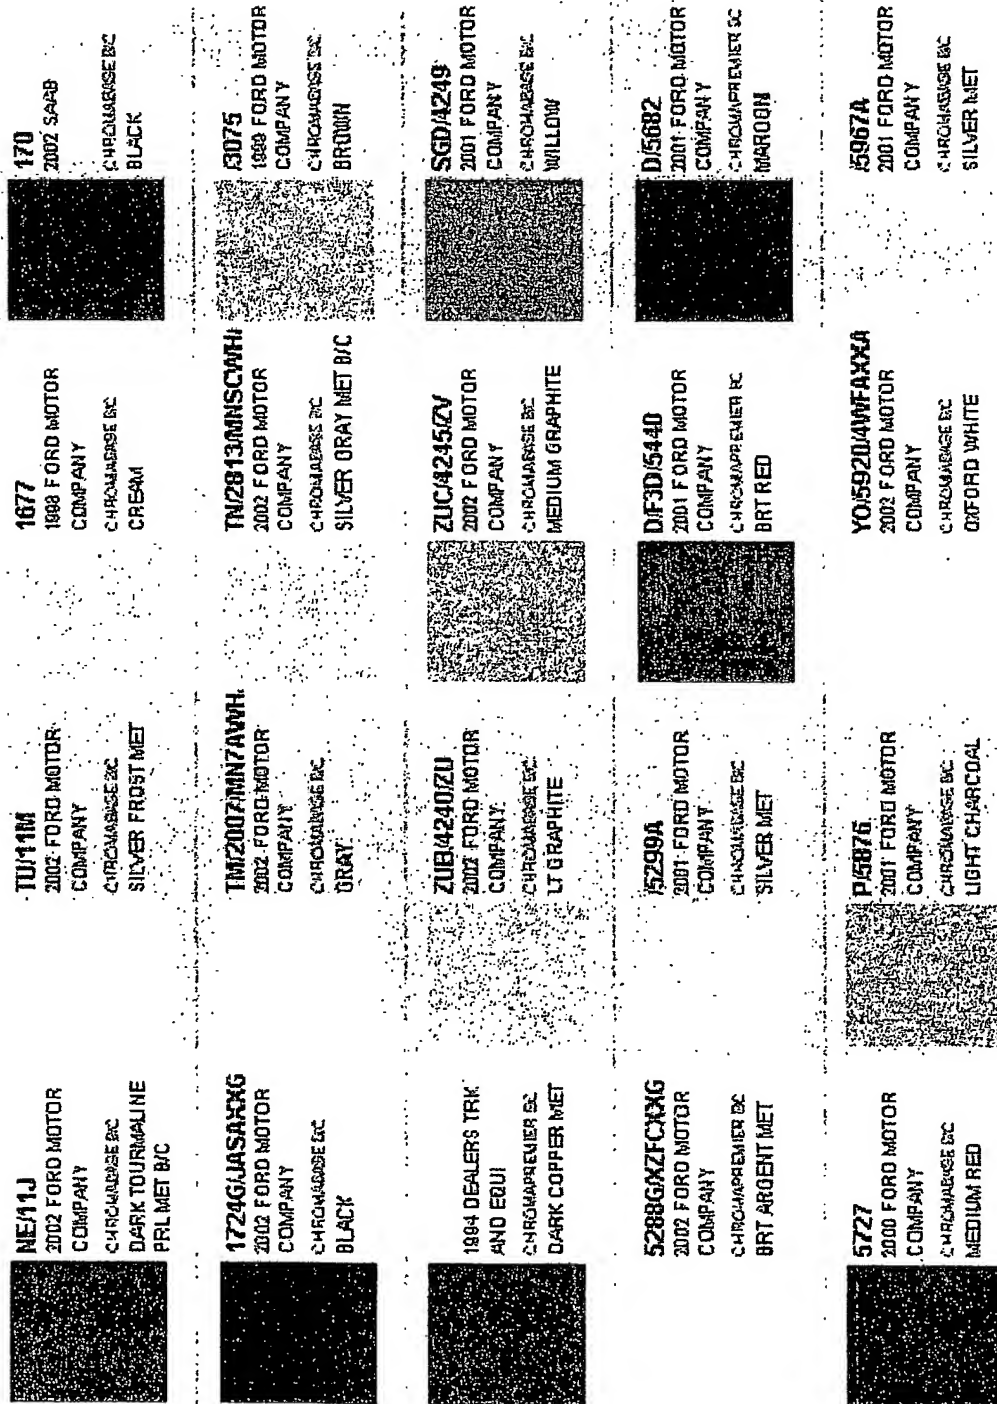 NE/11J
2002 FORD MOTOR
COMPANY
CHROMABASE BC
DARK TOURMALINE
PRL MET B/C
TU/11M
2002 FORD MOTOR
COMPANY
CHROMABASE BC
SILVER FROST MET
1677
1988 FORD MOTOR
COMPANY
CHROMABASE BC
CREAM
170
2002 SAAB
CHROMABASE BC
BLACK
1724G/UASAXXG
2002 FORD MOTOR
COMPANY
CHROMABASE BC
BLACK
TM/2007/MN7AWH
2002 FORD MOTOR
COMPANY
CHROMABASE BC
GRAY
TN/2813/MNSCWH
2002 FORD MOTOR
COMPANY
CHROMABASE BC
SILVER GRAY MET B/C
/3075
1989 FORD MOTOR
COMPANY
CHROMABASE BC
BROWN
1994 DEALERS TRK
AND EQUI
CHROMAPREMIER BC
DARK COPPER MET
ZUB/4240/ZU
2002 FORD MOTOR
COMPANY
CHROMABASE BC
LT GRAPHITE
ZUC/4245/ZV
2002 FORD MOTOR
COMPANY
CHROMABASE BC
MEDIUM GRAPHITE
SGD/4249
2001 FORD MOTOR
COMPANY
CHROMABASE BC
WILLOW
5288G/XZFCXXG
2002 FORD MOTOR
COMPANY
CHROMAPREMIER BC
BRT ARGENT MET
/5299A
2001 FORD MOTOR
COMPANY
CHROMABASE BC
SILVER MET
D/F3D/5440
2001 FORD MOTOR
COMPANY
CHROMAPREMIER BC
BRT RED
D/5682
2001 FORD MOTOR
COMPANY
CHROMAPREMIER BC
MAROON
5727
2000 FORD MOTOR
COMPANY
CHROMABASE BC
MEDIUM RED
P/5876
2001 FORD MOTOR
COMPANY
CHROMABASE BC
LIGHT CHARCOAL
YO/5920/4WFAXXA
2002 FORD MOTOR
COMPANY
CHROMABASE BC
OXFORD WHITE
/5967A
2001 FORD MOTOR
COMPANY
CHROMABASE BC
SILVER MET